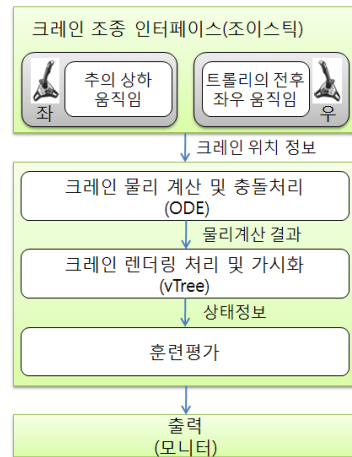 크레인 조종 인터페이스(조이스틱)
좌
추의 상하
움직임
트롤리의 전후
좌우 움직임
우
크레인 위치 정보
크레인 물리 계산 및 충돌처리
(ODE)
물리계산 결과
크레인 렌더링 처리 및 가시화
(vTree)
상태정보
훈련평가
출력
(모니터)